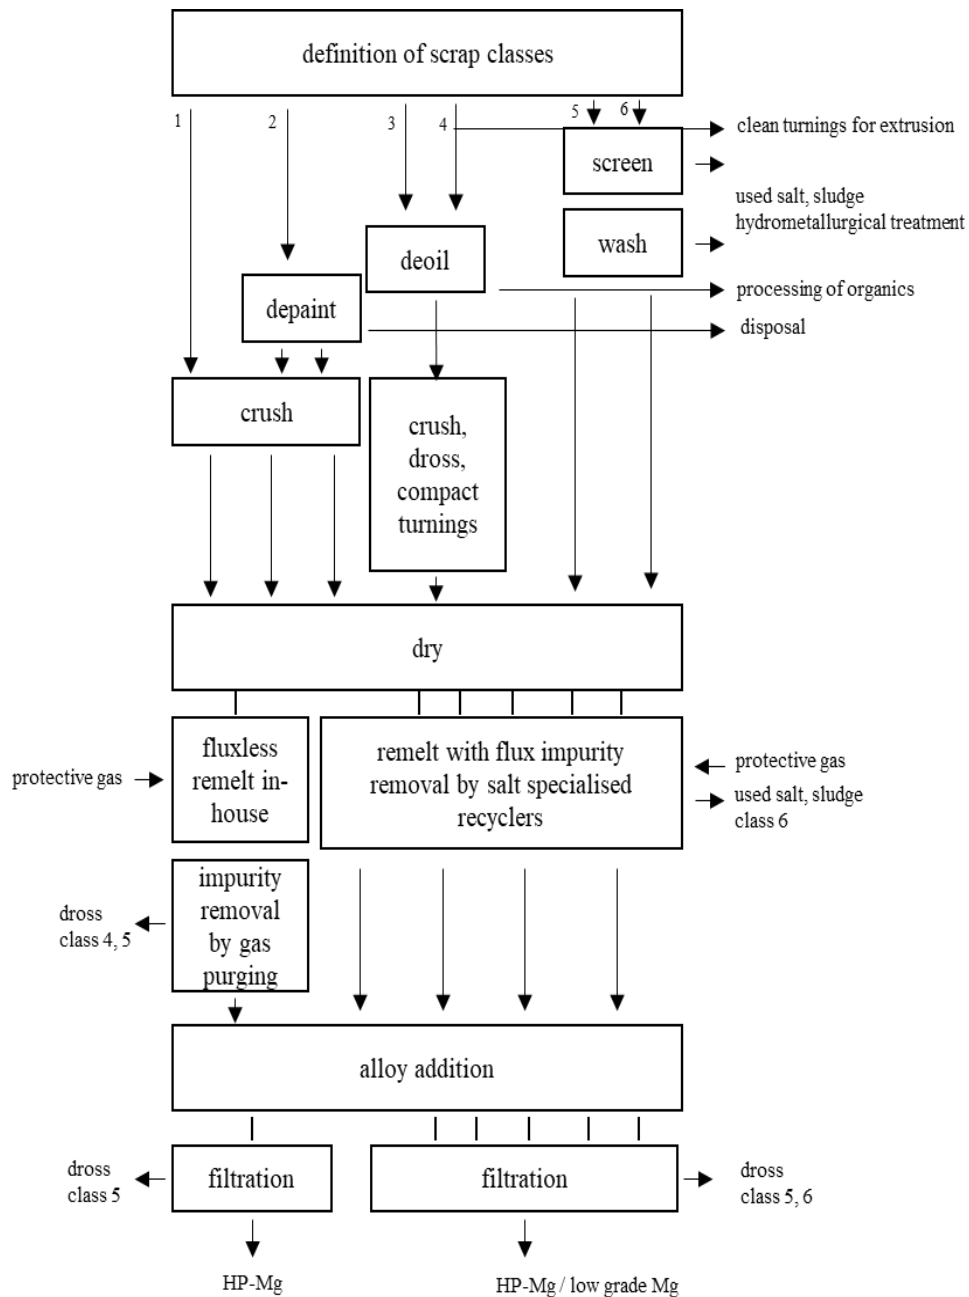 definition of scrap classes
1
2
3
4
5
6
clean turnings for extrusion
screen
used salt, sludge
hydrometallurgical treatment
wash
deoil
processing of organics
depaint
disposal
crush
crush,
dross,
compact
turnings
dry
protective gas
fluxless
remelt in-
house
remelt with flux impurity
removal by salt specialised
recyclers
protective gas
used salt, sludge
class 6
dross
class 4, 5
impurity
removal
by gas
purging
alloy addition
dross
class 5
filtration
filtration
dross
class 5, 6
HP-Mg
HP-Mg / low grade Mg